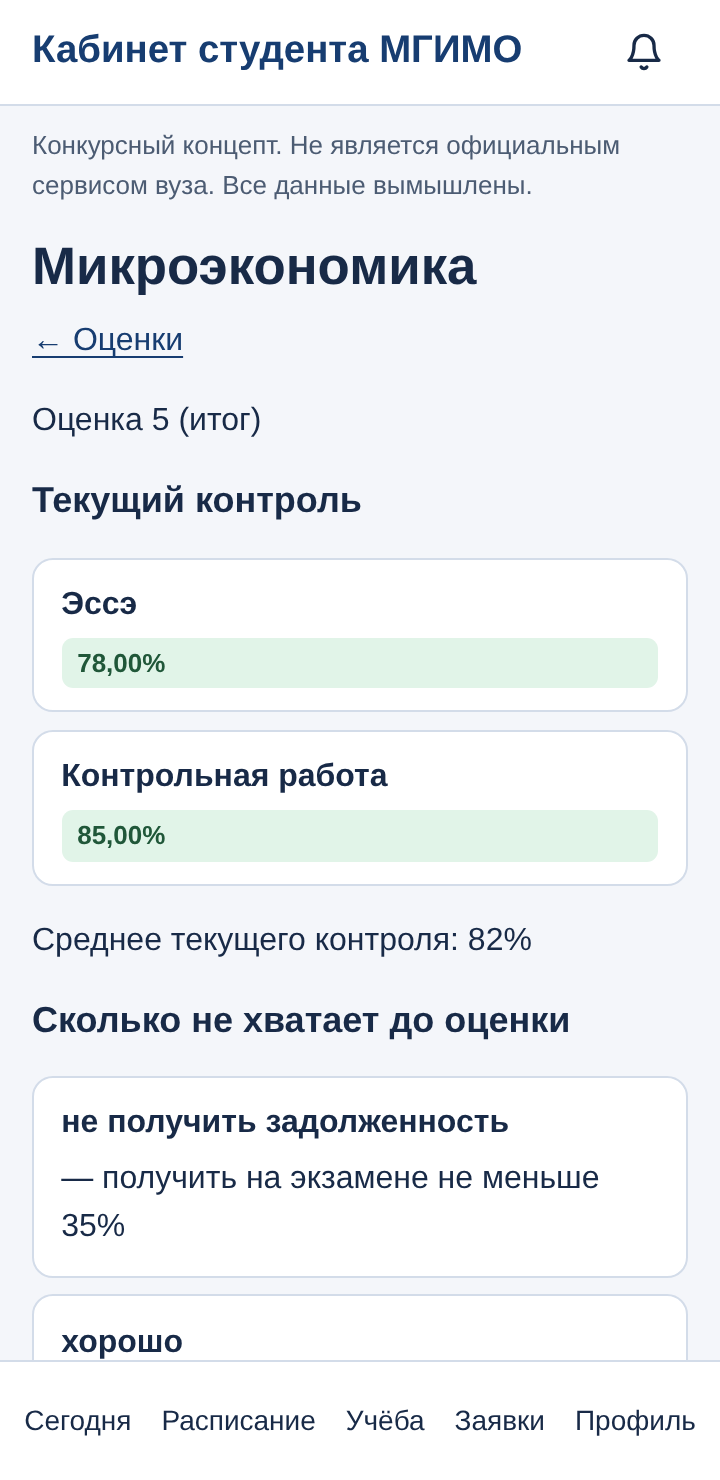 Кабинет студента МГИМО
Конкурсный концепт. Не является официальным
сервисом вуза. Все данные вымышлены.
Микроэкономика
← Оценки
Оценка 5 (итог)
Текущий контроль
Эссэ
78,00%
Контрольная работа
85,00%
Среднее текущего контроля: 82%
Сколько не хватает до оценки
не получить задолженность
— получить на экзамене не меньше
35%
хорошо
Сегодня Расписание Учёба Заявки Профиль